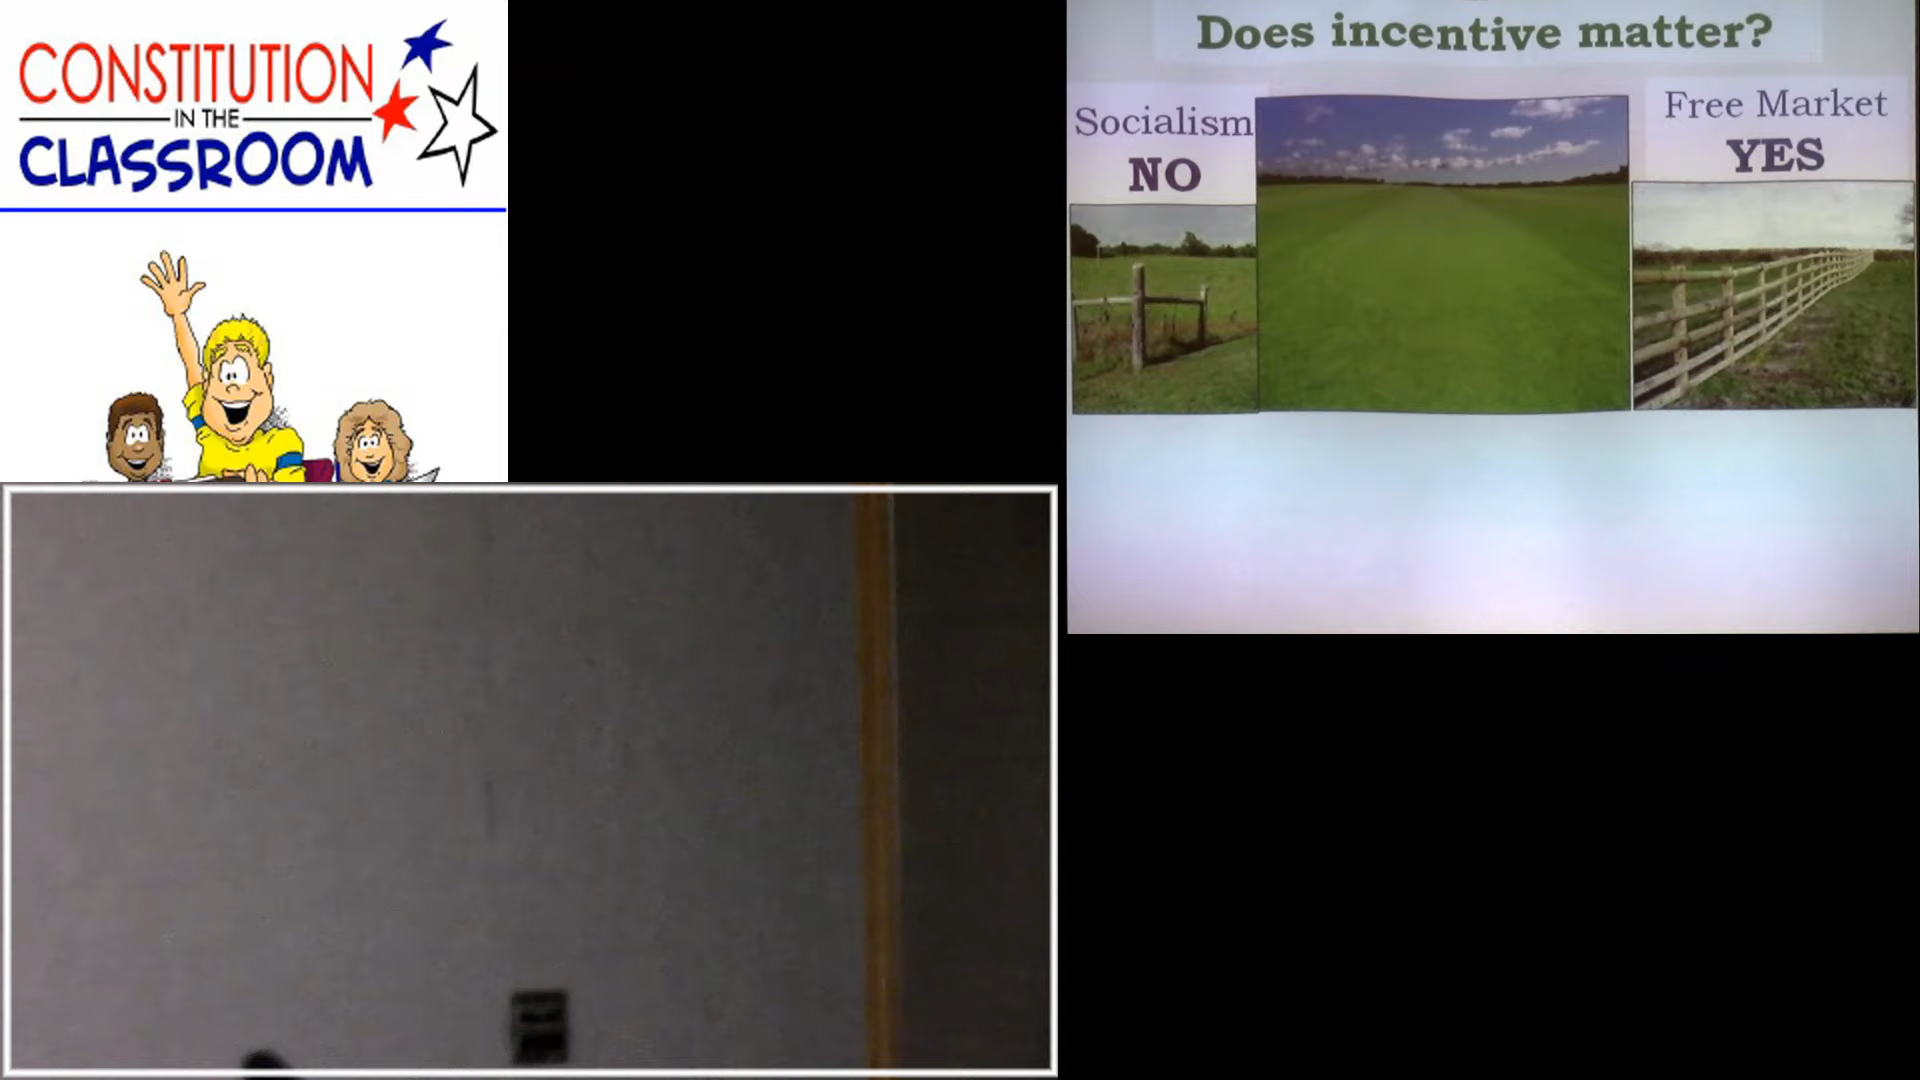 CONSTITUTION
IN THE
CLASSROOM
Does incentive matter?
Socialism
NO
Free Market
YES